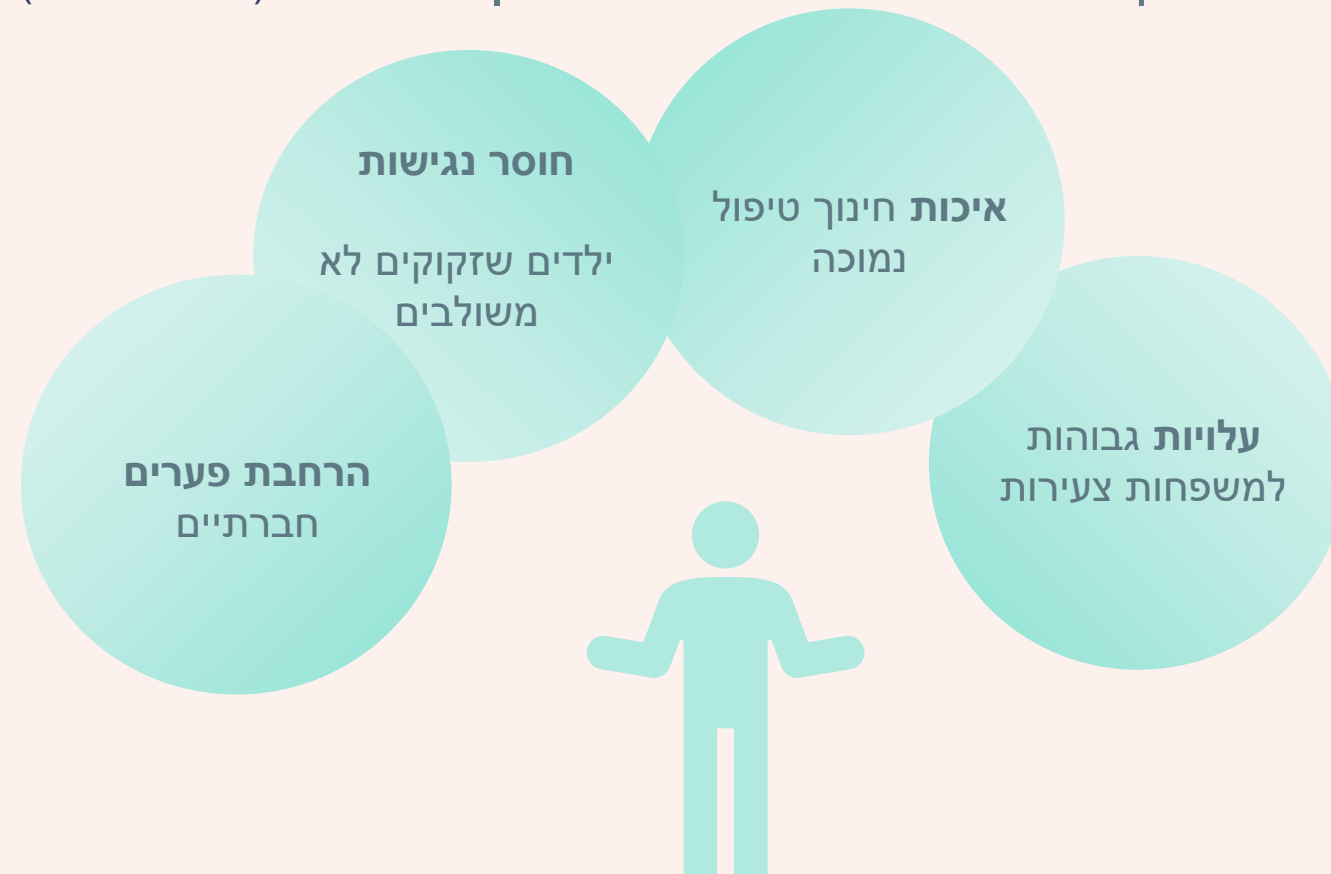 איכות חינוך טיפול
נמוכה
חוסר נגישות
ילדים שזקוקים לא
משולבים
עלויות גבוהות
למשפחות צעירות
הרחבת פערים
חברתיים